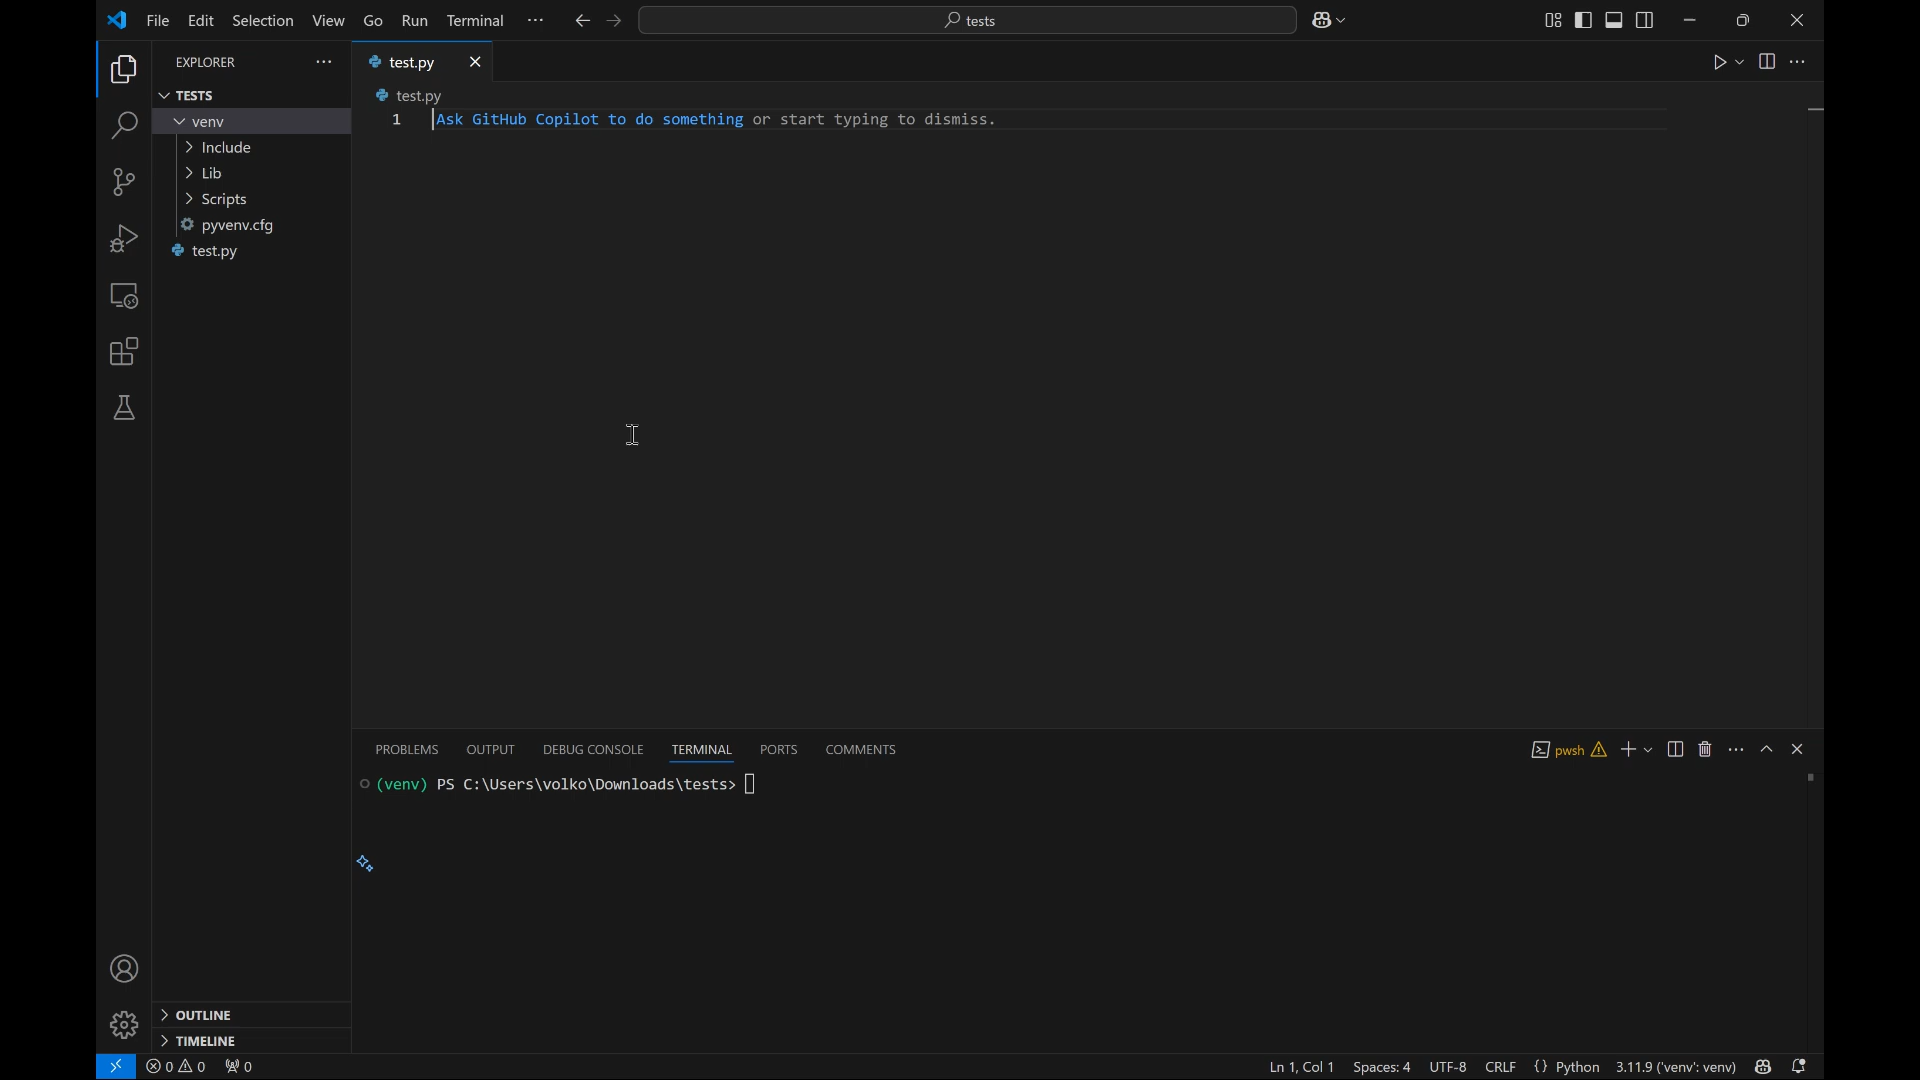 File Edit Selection View Go Run Terminal ··· tests
EXPLORER ···
TESTS
venv
Include
Lib
Scripts
pyvenv.cfg
test.py
OUTLINE
TIMELINE
test.py
test.py
1 Ask GitHub Copilot to do something or start typing to dismiss.
PROBLEMS OUTPUT DEBUG CONSOLE TERMINAL PORTS COMMENTS pwsh
(venv) PS C:\Users\volko\Downloads\tests>
0 0 0 Ln 1, Col 1 Spaces: 4 UTF-8 CRLF {} Python 3.11.9 ('venv': venv)